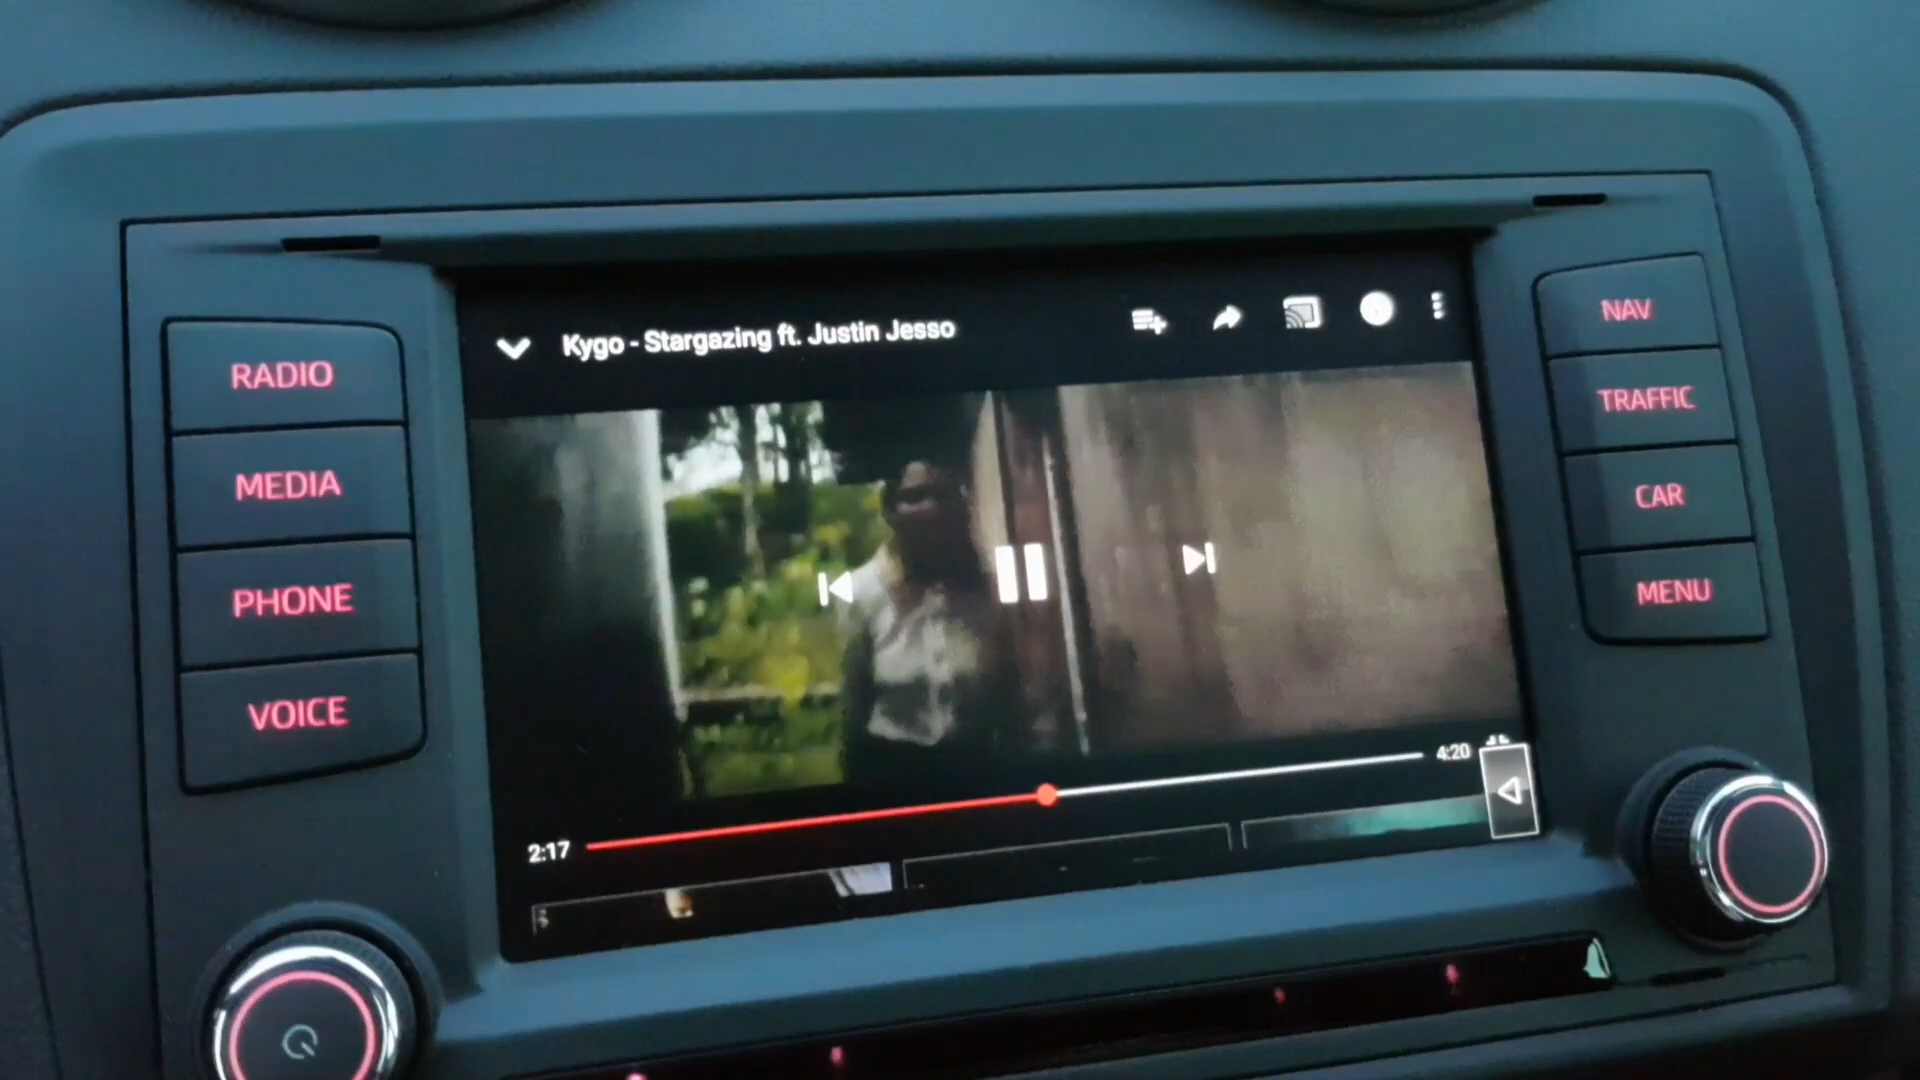 Kygo - Stargazing ft. Justin Jesso
RADIO
MEDIA
PHONE
VOICE
NAV
TRAFFIC
CAR
MENU
2:17
4:20